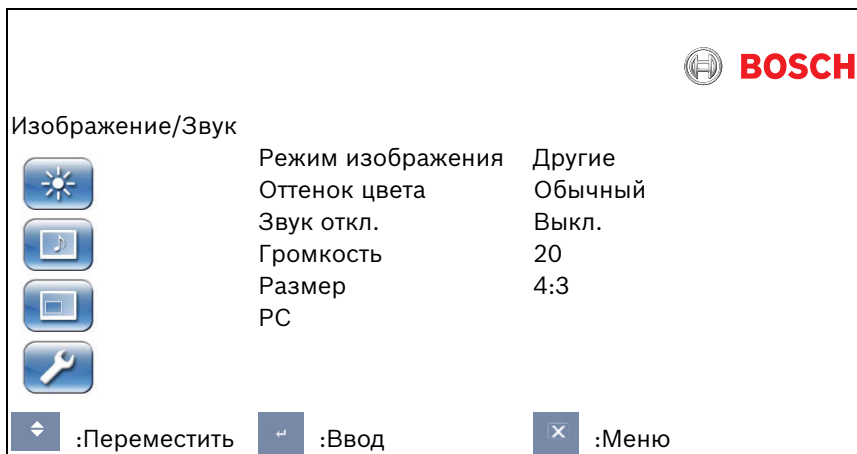 BOSCH
Изображение/Звук
Режим изображения Другие
Оттенок цвета Обычный
Звук откл. Выкл.
Громкость 20
Размер 4:3
PC
:Переместить :Ввод :Меню